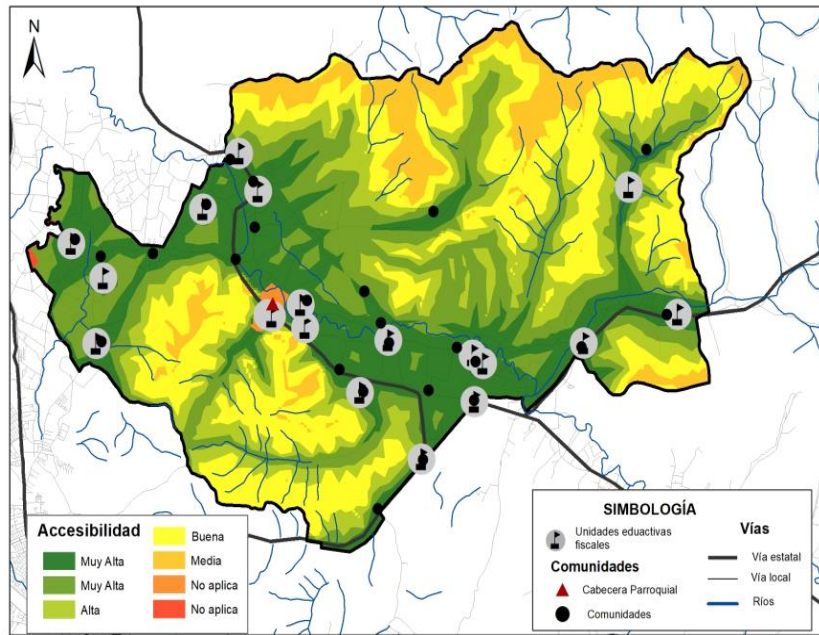 N
Accesibilidad
Muy Alta
Muy Alta
Alta
Buena
Media
No aplica
No aplica
SIMBOLOGÍA
Unidades eduactivas
fiscales
Comunidades
Cabecera Parroquial
Comunidades
Vías
Vía estatal
Vía local
Ríos